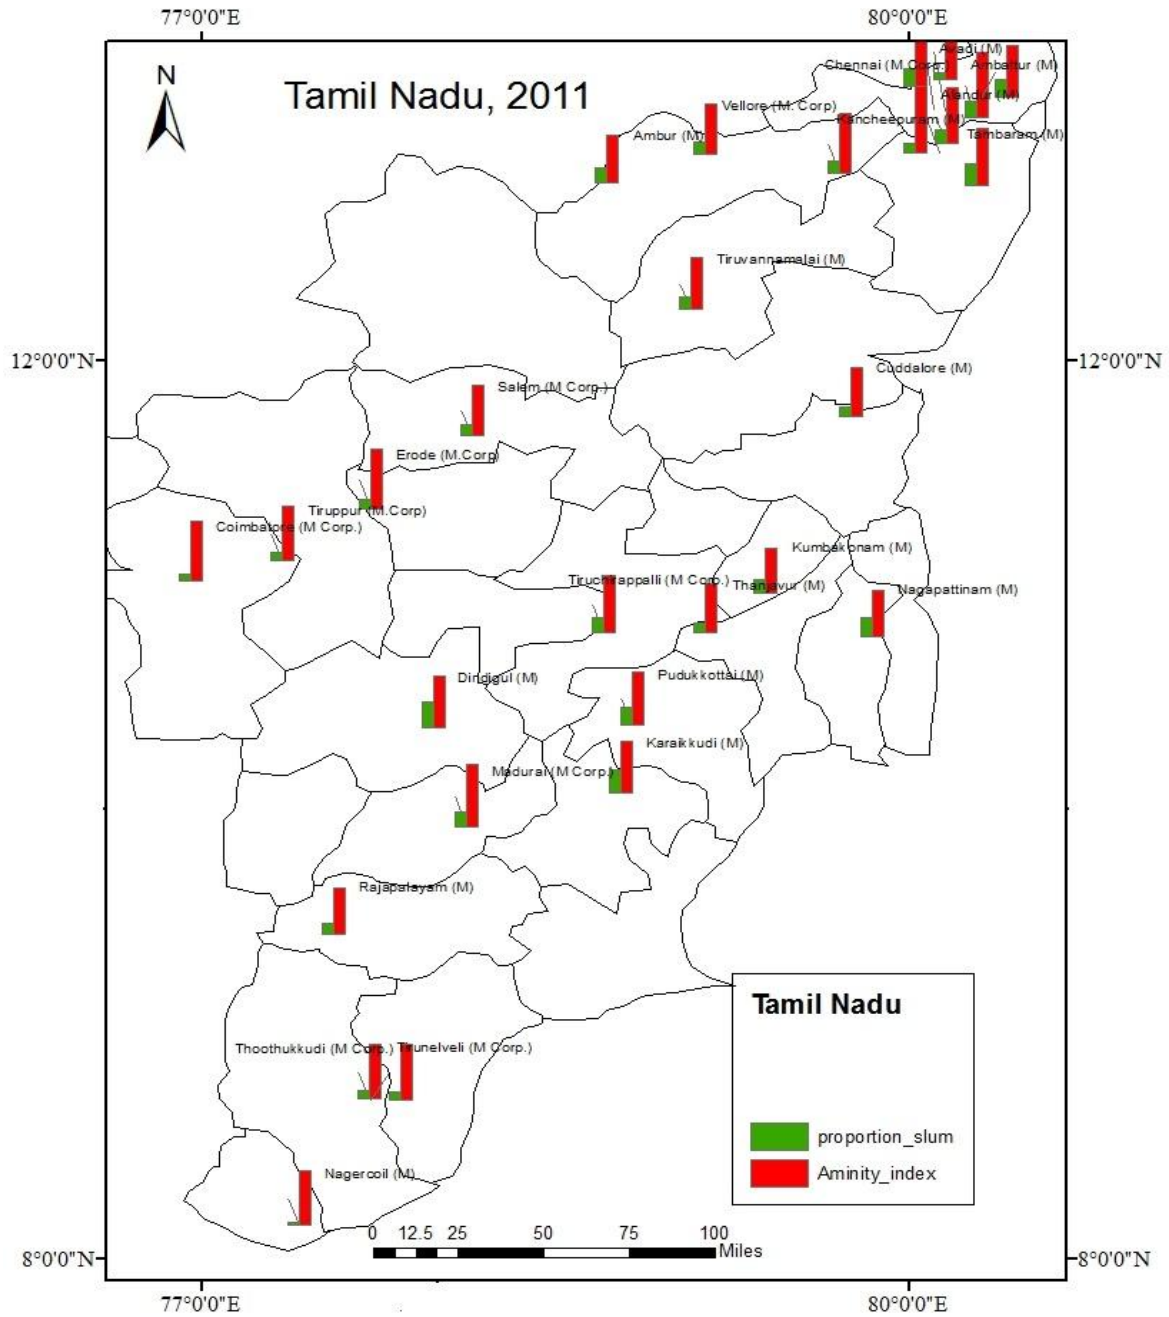 77°0'0"E
80°0'0"E
N
Tamil Nadu, 2011
Avadi (M)
Chennai (M.Corp.)
Ambattur (M)
Alandur (M)
Vellore (M. Corp)
Kancheepuram (M)
Ambur (M)
Tambaram (M)
Tiruvannamalai (M)
12°0'0"N
12°0'0"N
Cuddalore (M)
Salem (M Corp.)
Erode (M.Corp)
Tiruppur (M.Corp)
Coimbatore (M Corp.)
Kumbakonam (M)
Tiruchirappalli (M Corp.)
Thanjavur (M)
Nagapattinam (M)
Dindigul (M)
Pudukkottai (M)
Karaikkudi (M)
Madurai (M Corp.)
Rajapalayam (M)
Tamil Nadu
Thoothukkudi (M Corp.)
Tirunelveli (M Corp.)
proportion_slum
Aminity_index
Nagercoil (M)
0 12.5 25 50 75 100
Miles
8°0'0"N
8°0'0"N
77°0'0"E
80°0'0"E